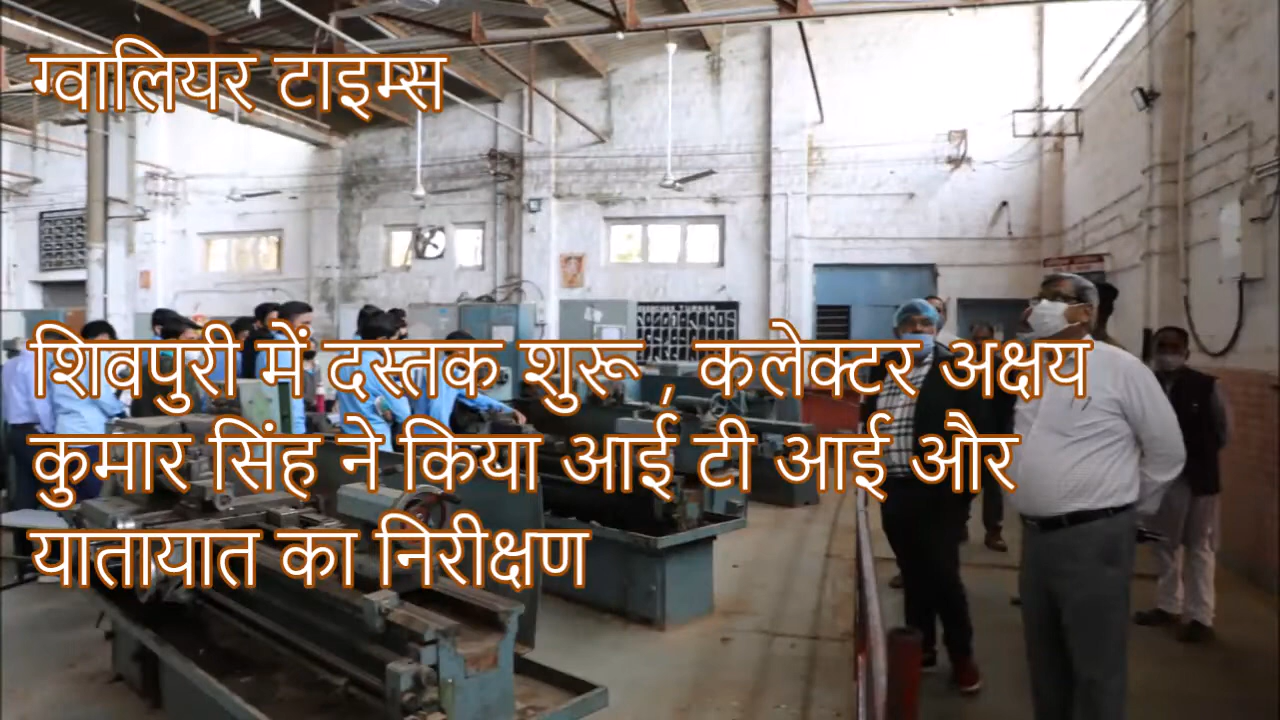 ग्वालियर टाइम्स
शिवपुरी में दस्तक शुरू , कलेक्टर अक्षय
कुमार सिंह ने किया आई टी आई और
यातायात का निरीक्षण